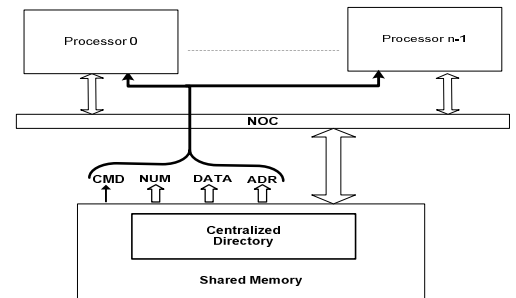 Processor 0
Processor n-1
NOC
CMD NUM DATA ADR
Centralized
Directory
Shared Memory